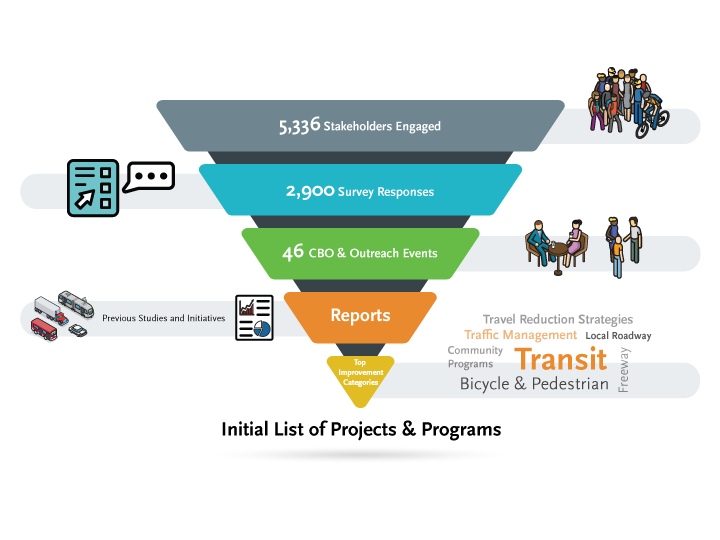 5,336 Stakeholders Engaged
2,900 Survey Responses
46 CBO & Outreach Events
Previous Studies and Initiatives
Reports
Travel Reduction Strategies
Traffic Management Local Roadway
Community
Programs
Transit
Freeway
Bicycle & Pedestrian
Top
Improvement
Categories
Initial List of Projects & Programs